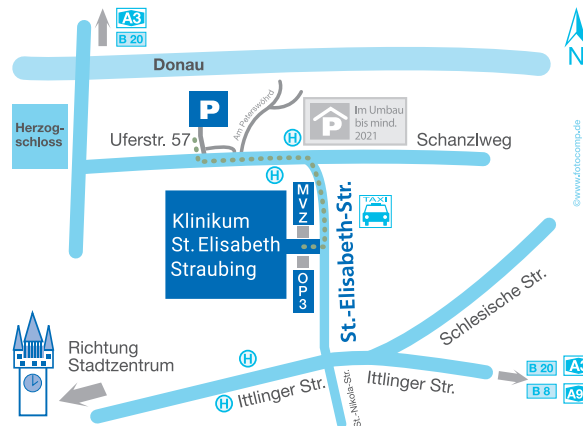 A3
B 20
N
Donau
P
Am Peterswöhrd
Im Umbau
bis mind.
2021
P
Herzog-
schloss
Uferstr. 57
H
Schanzlweg
H
©www.fotocomp.de
MVZ
TAXI
Klinikum
St. Elisabeth
Straubing
St.-Elisabeth-Str.
OP3
Schlesische Str.
Richtung
Stadtzentrum
H
Ittlinger Str.
B 20
B 8
H
Ittlinger Str.
St.-Nikola-Str.